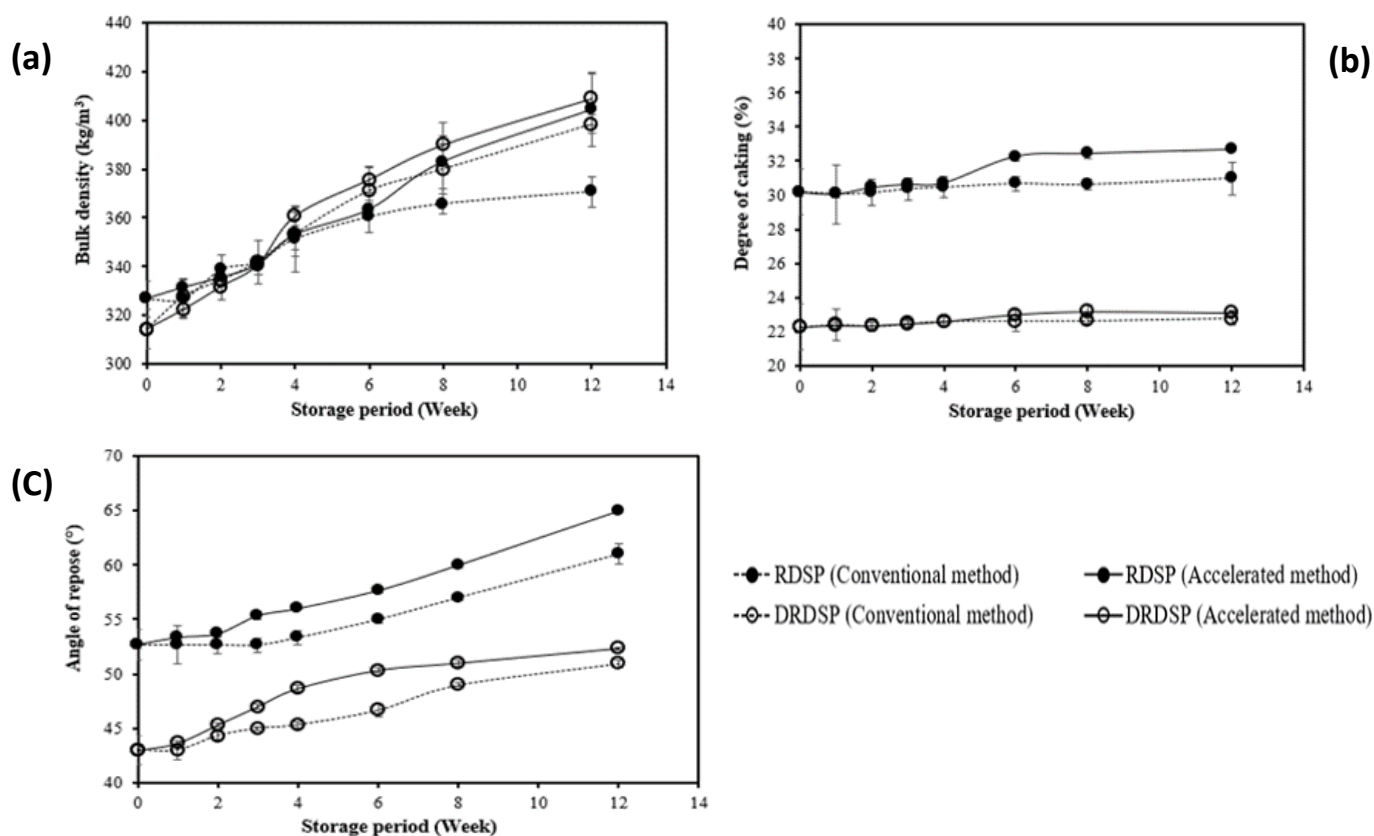 (a)
Bulk density (kg/m³)
440
420
400
380
360
340
320
300
0 2 4 6 8 10 12 14
Storage period (Week)
(b)
Degree of caking (%)
40
38
36
34
32
30
28
26
24
22
20
0 2 4 6 8 10 12 14
Storage period (Week)
(C)
Angle of repose (°)
70
65
60
55
50
45
40
0 2 4 6 8 10 12 14
Storage period (Week)
RDSP (Conventional method) RDSP (Accelerated method)
DRDSP (Conventional method) DRDSP (Accelerated method)